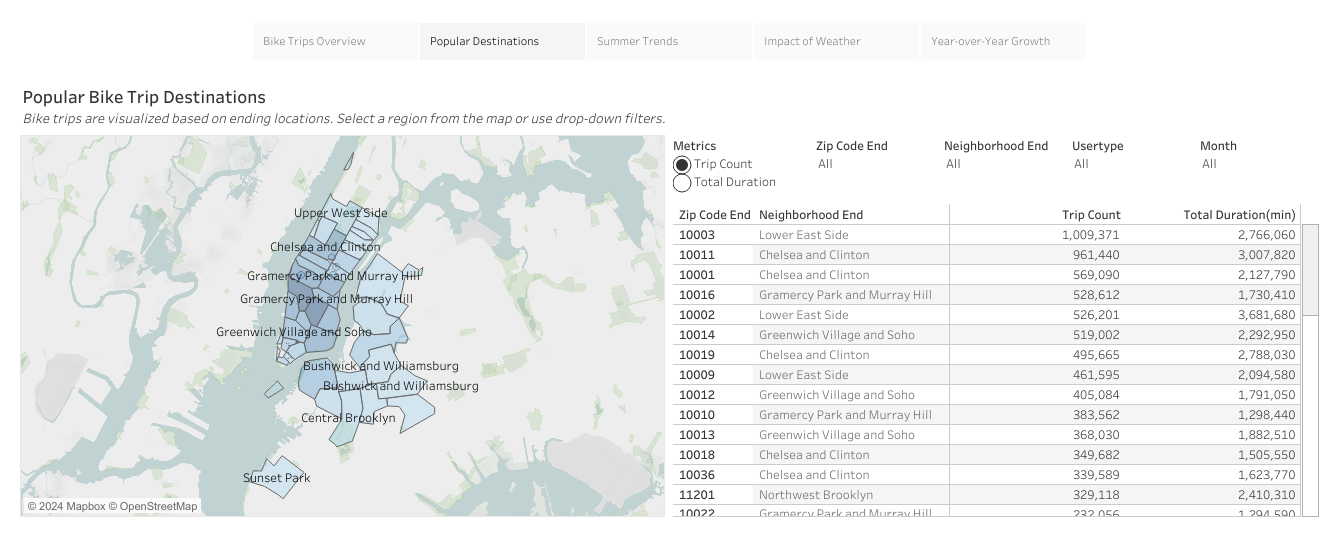 Bike Trips Overview Popular Destinations Summer Trends Impact of Weather Year-over-Year Growth
Popular Bike Trip Destinations
Bike trips are visualized based on ending locations. Select a region from the map or use drop-down filters.
Upper West Side
Chelsea and Clinton
Gramercy Park and Murray Hill
Gramercy Park and Murray Hill
Greenwich Village and Soho
Bushwick and Williamsburg
Bushwick and Williamsburg
Central Brooklyn
Sunset Park
© 2024 Mapbox © OpenStreetMap
Metrics Zip Code End Neighborhood End Usertype Month
Trip Count All All All All
Total Duration
Zip Code End Neighborhood End Trip Count Total Duration(min)
10003 Lower East Side 1,009,371 2,766,060
10011 Chelsea and Clinton 961,440 3,007,820
10001 Chelsea and Clinton 569,090 2,127,790
10016 Gramercy Park and Murray Hill 528,612 1,730,410
10002 Lower East Side 526,201 3,681,680
10014 Greenwich Village and Soho 519,002 2,292,950
10019 Chelsea and Clinton 495,665 2,788,030
10009 Lower East Side 461,595 2,094,580
10012 Greenwich Village and Soho 405,084 1,791,050
10010 Gramercy Park and Murray Hill 383,562 1,298,440
10013 Greenwich Village and Soho 368,030 1,882,510
10018 Chelsea and Clinton 349,682 1,505,550
10036 Chelsea and Clinton 339,589 1,623,770
11201 Northwest Brooklyn 329,118 2,410,310
10022 Gramercy Park and Murray Hill 232,056 1,294,590